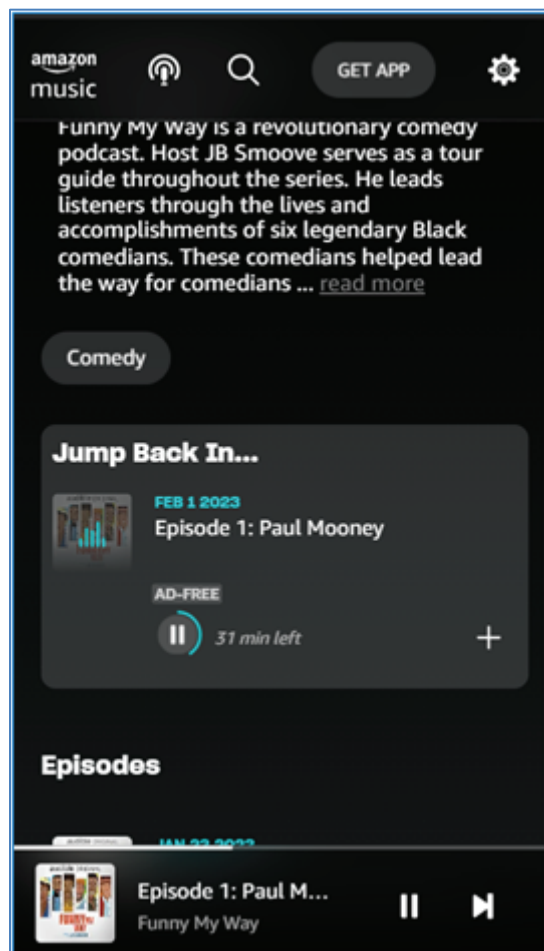 amazon
music
GET APP
Funny My Way is a revolutionary comedy
podcast. Host JB Smoove serves as a tour
guide throughout the series. He leads
listeners through the lives and
accomplishments of six legendary Black
comedians. These comedians helped lead
the way for comedians ... read more
Comedy
Jump Back In...
FEB 1 2023
Episode 1: Paul Mooney
AD-FREE
31 min left
Episodes
Episode 1: Paul M...
Funny My Way